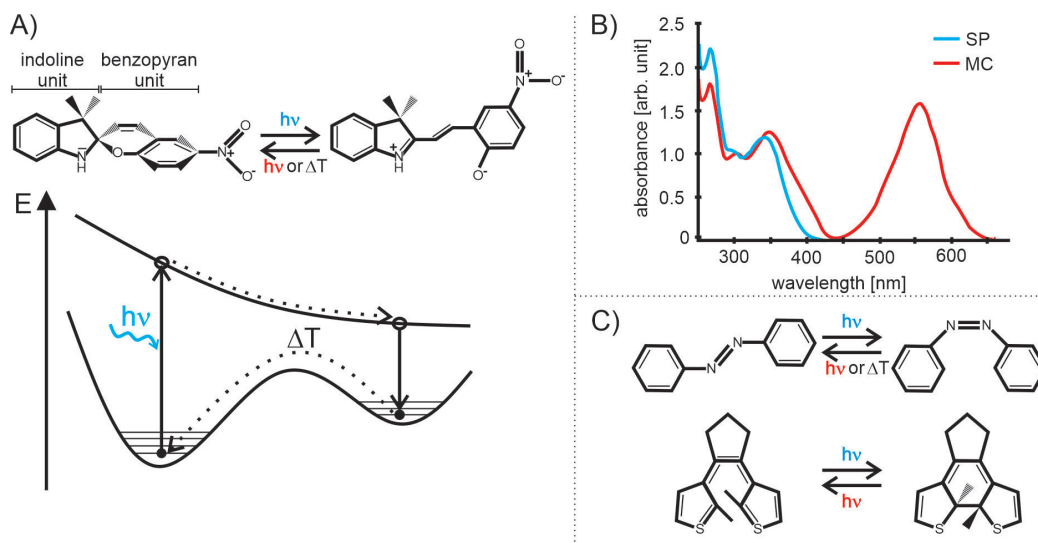 A)
indoline
unit
benzopyran
unit
N
H
O
N+
O
O-
hν
hν or ΔT
N+
H
O-
N+
O
O-
E
hν
ΔT
B)
absorbance [arb. unit]
2.5
2.0
1.5
1.0
0.5
0
300
400
500
600
wavelength [nm]
SP
MC
C)
N
N
hν
hν or ΔT
N
N
S
S
hν
hν
S
S